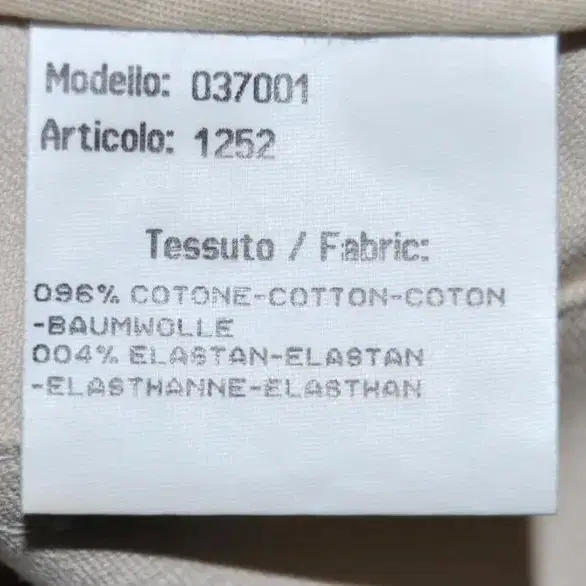 Modello: 037001
Articolo: 1252
Tessuto / Fabric:
096% COTONE-COTTON-COTON
-BAUMWOLLE
004% ELASTAN-ELASTAN
-ELASTHANNE-ELASTHAN